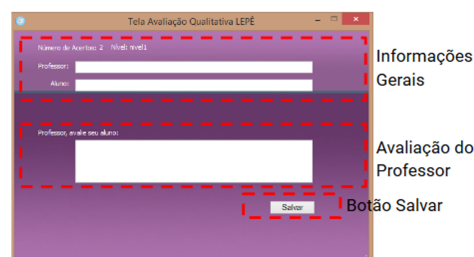 Tela Avaliação Qualitativa LEPÊ
Número de Acertos: 2 Nível: nivel1
Professor:
Aluno:
Informações
Gerais
Professor, avalie seu aluno:
Avaliação do
Professor
Salvar
Botão Salvar